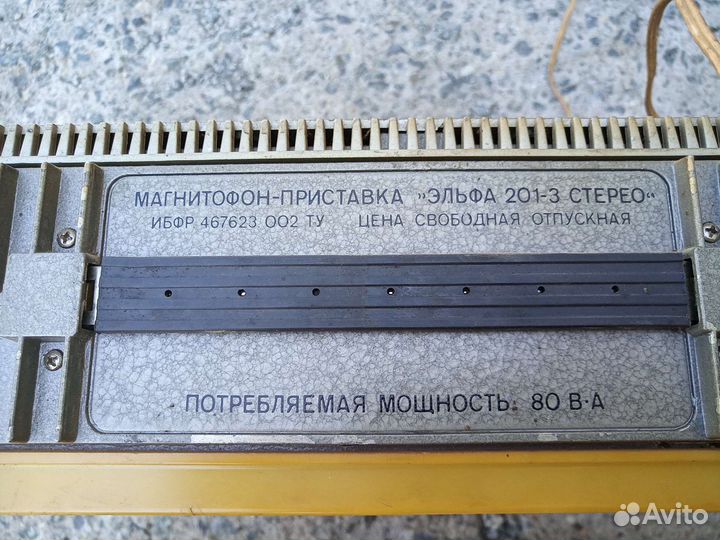 МАГНИТОФОН-ПРИСТАВКА „ЭЛЬФА 201-3 СТЕРЕО“
ИБФР 467623 002 ТУ ЦЕНА СВОБОДНАЯ ОТПУСКНАЯ
ПОТРЕБЛЯЕМАЯ МОЩНОСТЬ 80 В·А
Avito